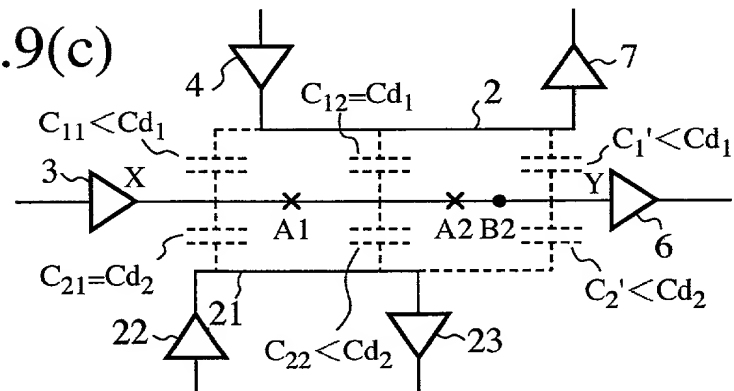 .9(c)
4
7
C₁₂=Cd₁
2
C₁₁<Cd₁
C₁'<Cd₁
3
X
Y
A1
A2
B2
6
C₂₁=Cd₂
C₂'<Cd₂
22
21
C₂₂<Cd₂
23